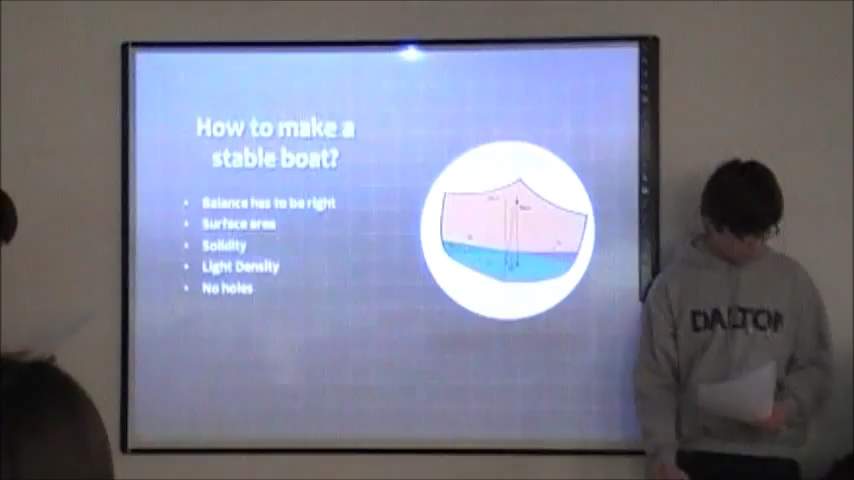 How to make a
stable boat?
• Balance has to be right
• Surface area
• Solidity
• Light Density
• No holes
DALTON